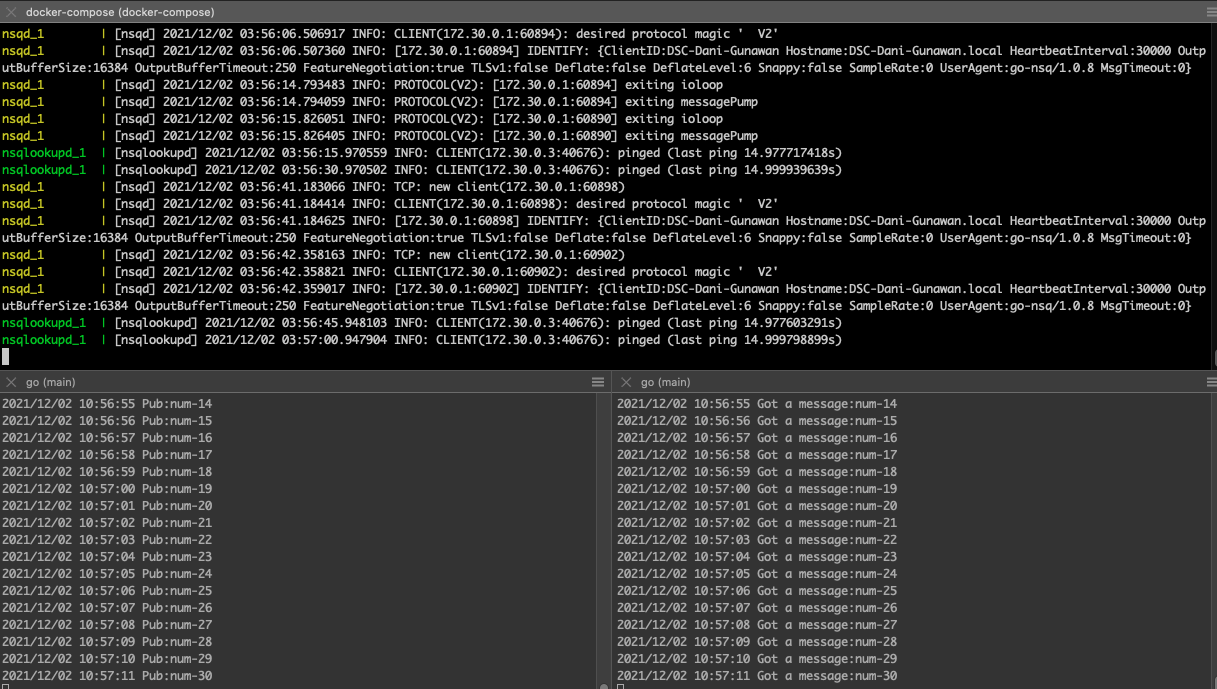 docker-compose (docker-compose)
nsqd_1 | [nsqd] 2021/12/02 03:56:06.506917 INFO: CLIENT(172.30.0.1:60894): desired protocol magic '  V2'
nsqd_1 | [nsqd] 2021/12/02 03:56:06.507360 INFO: [172.30.0.1:60894] IDENTIFY: {ClientID:DSC-Dani-Gunawan Hostname:DSC-Dani-Gunawan.local HeartbeatInterval:30000 Outp
utBufferSize:16384 OutputBufferTimeout:250 FeatureNegotiation:true TLSv1:false Deflate:false DeflateLevel:6 Snappy:false SampleRate:0 UserAgent:go-nsq/1.0.8 MsgTimeout:0}
nsqd_1 | [nsqd] 2021/12/02 03:56:14.793483 INFO: PROTOCOL(V2): [172.30.0.1:60894] exiting ioloop
nsqd_1 | [nsqd] 2021/12/02 03:56:14.794059 INFO: PROTOCOL(V2): [172.30.0.1:60894] exiting messagePump
nsqd_1 | [nsqd] 2021/12/02 03:56:15.826051 INFO: PROTOCOL(V2): [172.30.0.1:60890] exiting ioloop
nsqd_1 | [nsqd] 2021/12/02 03:56:15.826405 INFO: PROTOCOL(V2): [172.30.0.1:60890] exiting messagePump
nsqlookupd_1 | [nsqlookupd] 2021/12/02 03:56:15.970559 INFO: CLIENT(172.30.0.3:40676): pinged (last ping 14.977717418s)
nsqlookupd_1 | [nsqlookupd] 2021/12/02 03:56:30.970502 INFO: CLIENT(172.30.0.3:40676): pinged (last ping 14.999939639s)
nsqd_1 | [nsqd] 2021/12/02 03:56:41.183066 INFO: TCP: new client(172.30.0.1:60898)
nsqd_1 | [nsqd] 2021/12/02 03:56:41.184414 INFO: CLIENT(172.30.0.1:60898): desired protocol magic '  V2'
nsqd_1 | [nsqd] 2021/12/02 03:56:41.184625 INFO: [172.30.0.1:60898] IDENTIFY: {ClientID:DSC-Dani-Gunawan Hostname:DSC-Dani-Gunawan.local HeartbeatInterval:30000 Outp
utBufferSize:16384 OutputBufferTimeout:250 FeatureNegotiation:true TLSv1:false Deflate:false DeflateLevel:6 Snappy:false SampleRate:0 UserAgent:go-nsq/1.0.8 MsgTimeout:0}
nsqd_1 | [nsqd] 2021/12/02 03:56:42.358163 INFO: TCP: new client(172.30.0.1:60902)
nsqd_1 | [nsqd] 2021/12/02 03:56:42.358821 INFO: CLIENT(172.30.0.1:60902): desired protocol magic '  V2'
nsqd_1 | [nsqd] 2021/12/02 03:56:42.359017 INFO: [172.30.0.1:60902] IDENTIFY: {ClientID:DSC-Dani-Gunawan Hostname:DSC-Dani-Gunawan.local HeartbeatInterval:30000 Outp
utBufferSize:16384 OutputBufferTimeout:250 FeatureNegotiation:true TLSv1:false Deflate:false DeflateLevel:6 Snappy:false SampleRate:0 UserAgent:go-nsq/1.0.8 MsgTimeout:0}
nsqlookupd_1 | [nsqlookupd] 2021/12/02 03:56:45.948103 INFO: CLIENT(172.30.0.3:40676): pinged (last ping 14.977603291s)
nsqlookupd_1 | [nsqlookupd] 2021/12/02 03:57:00.947904 INFO: CLIENT(172.30.0.3:40676): pinged (last ping 14.999798899s)
go (main)
2021/12/02 10:56:55 Pub:num-14
2021/12/02 10:56:56 Pub:num-15
2021/12/02 10:56:57 Pub:num-16
2021/12/02 10:56:58 Pub:num-17
2021/12/02 10:56:59 Pub:num-18
2021/12/02 10:57:00 Pub:num-19
2021/12/02 10:57:01 Pub:num-20
2021/12/02 10:57:02 Pub:num-21
2021/12/02 10:57:03 Pub:num-22
2021/12/02 10:57:04 Pub:num-23
2021/12/02 10:57:05 Pub:num-24
2021/12/02 10:57:06 Pub:num-25
2021/12/02 10:57:07 Pub:num-26
2021/12/02 10:57:08 Pub:num-27
2021/12/02 10:57:09 Pub:num-28
2021/12/02 10:57:10 Pub:num-29
2021/12/02 10:57:11 Pub:num-30
go (main)
2021/12/02 10:56:55 Got a message:num-14
2021/12/02 10:56:56 Got a message:num-15
2021/12/02 10:56:57 Got a message:num-16
2021/12/02 10:56:58 Got a message:num-17
2021/12/02 10:56:59 Got a message:num-18
2021/12/02 10:57:00 Got a message:num-19
2021/12/02 10:57:01 Got a message:num-20
2021/12/02 10:57:02 Got a message:num-21
2021/12/02 10:57:03 Got a message:num-22
2021/12/02 10:57:04 Got a message:num-23
2021/12/02 10:57:05 Got a message:num-24
2021/12/02 10:57:06 Got a message:num-25
2021/12/02 10:57:07 Got a message:num-26
2021/12/02 10:57:08 Got a message:num-27
2021/12/02 10:57:09 Got a message:num-28
2021/12/02 10:57:10 Got a message:num-29
2021/12/02 10:57:11 Got a message:num-30